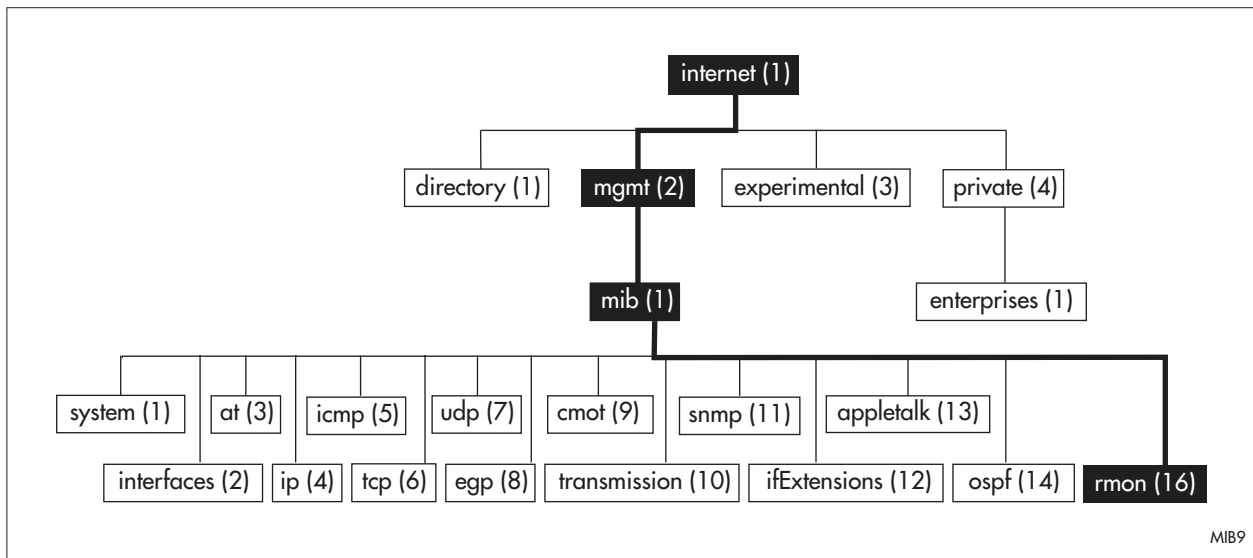 internet (1)
directory (1) mgmt (2) experimental (3) private (4)
mib (1) enterprises (1)
system (1) at (3) icmp (5) udp (7) cmot (9) snmp (11) appletalk (13)
interfaces (2) ip (4) tcp (6) egp (8) transmission (10) ifExtensions (12) ospf (14) rmon (16)
MIB9